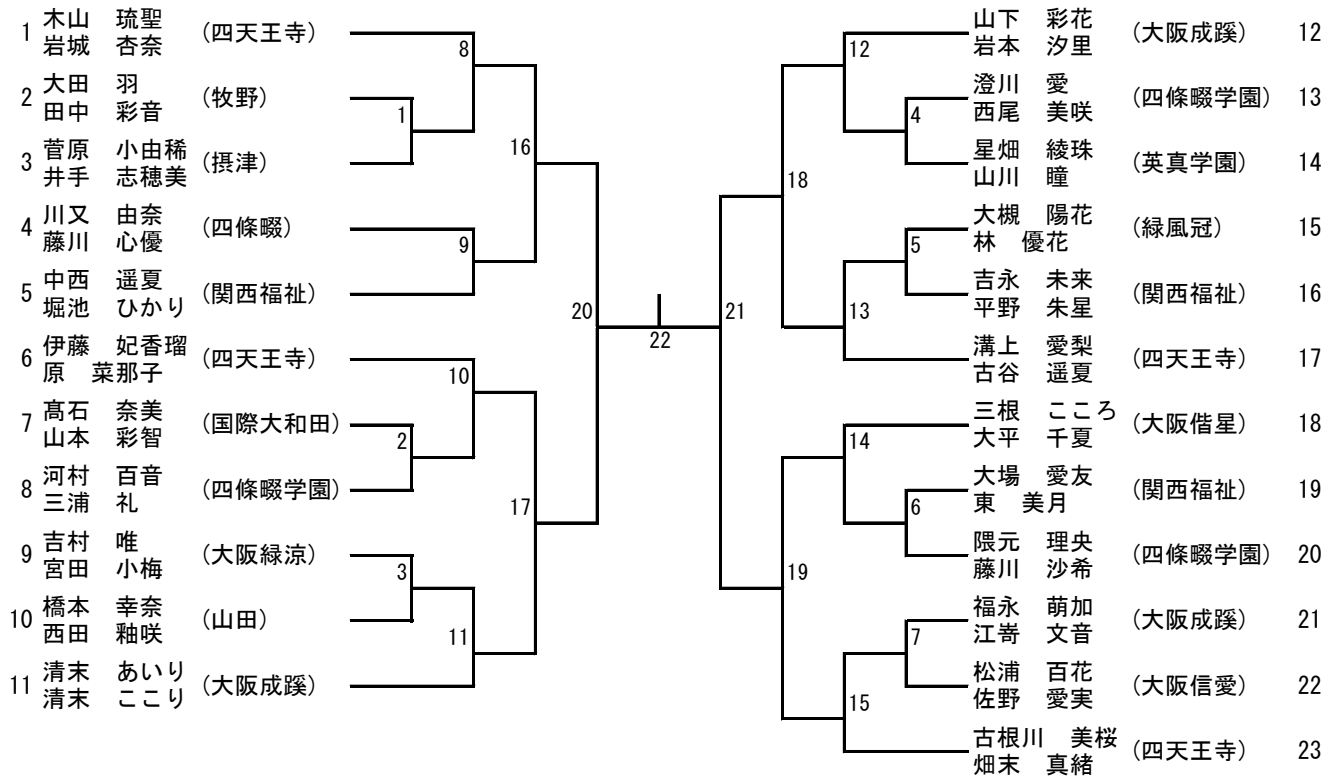 木山　琉聖
1 (四天王寺)
岩城　杏奈
8
大田　羽
2 (牧野)
田中　彩音
1
菅原　小由稀
3 (摂津)
井手　志穂美
16
川又　由奈
4 (四條畷)
藤川　心優
9
中西　遥夏
5 (関西福祉)
堀池　ひかり
20
伊藤　妃香瑠
6 (四天王寺)
原　菜那子
10
髙石　奈美
7 (国際大和田)
山本　彩智
2
河村　百音
8 (四條畷学園)
三浦　礼
17
吉村　唯
9 (大阪緑涼)
宮田　小梅
3
橋本　幸奈
10 (山田)
西田　釉咲
11
清末　あいり
11 (大阪成蹊)
清末　ここり
22
山下　彩花
(大阪成蹊) 12
岩本　汐里
12
澄川　愛
(四條畷学園) 13
西尾　美咲
4
星畑　綾珠
(英真学園) 14
山川　瞳
18
大槻　陽花
(緑風冠) 15
林　優花
5
吉永　未来
(関西福祉) 16
平野　朱星
13
溝上　愛梨
(四天王寺) 17
古谷　遥夏
21
三根　こころ
(大阪偕星) 18
大平　千夏
14
大場　愛友
(関西福祉) 19
東　美月
6
隈元　理央
(四條畷学園) 20
藤川　沙希
19
福永　萌加
(大阪成蹊) 21
江嵜　文音
7
松浦　百花
(大阪信愛) 22
佐野　愛実
15
古根川　美桜
(四天王寺) 23
畑末　真緒